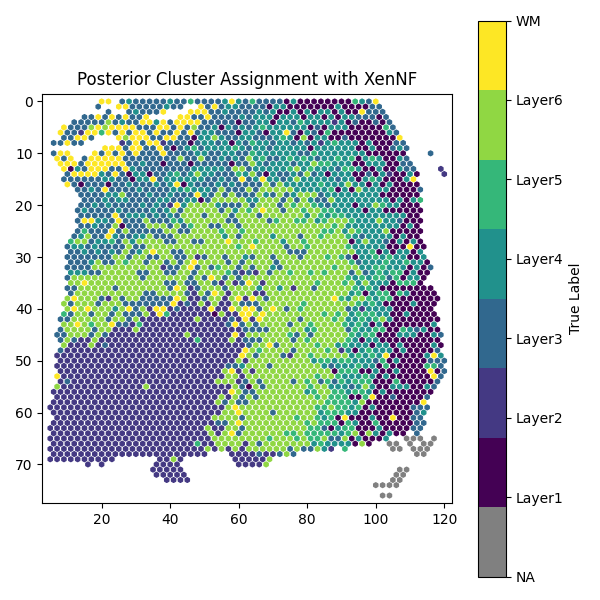 Posterior Cluster Assignment with XenNF
0
10
20
30
40
50
60
70
20
40
60
80
100
120
WM
Layer6
Layer5
Layer4
Layer3
Layer2
Layer1
NA
True Label